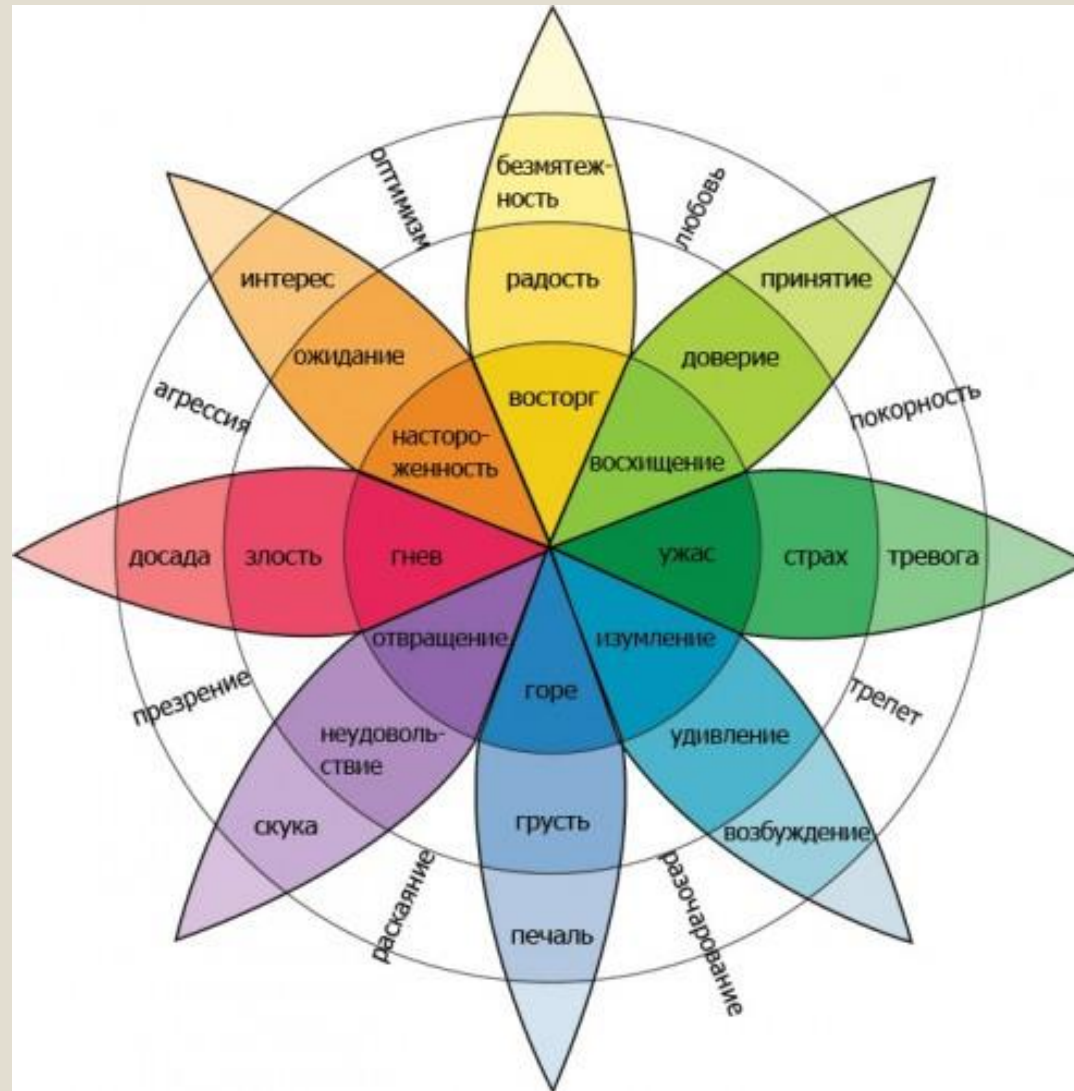 оптимизм
безмятеж-
ность
любовь
интерес
радость
принятие
ожидание
доверие
агрессия
восторг
покорность
насторо-
женность
восхищение
досада
злость
гнев
ужас
страх
тревога
отвращение
изумление
презрение
горе
трепет
неудоволь-
ствие
удивление
скука
грусть
возбуждение
раскаяние
печаль
разочарование